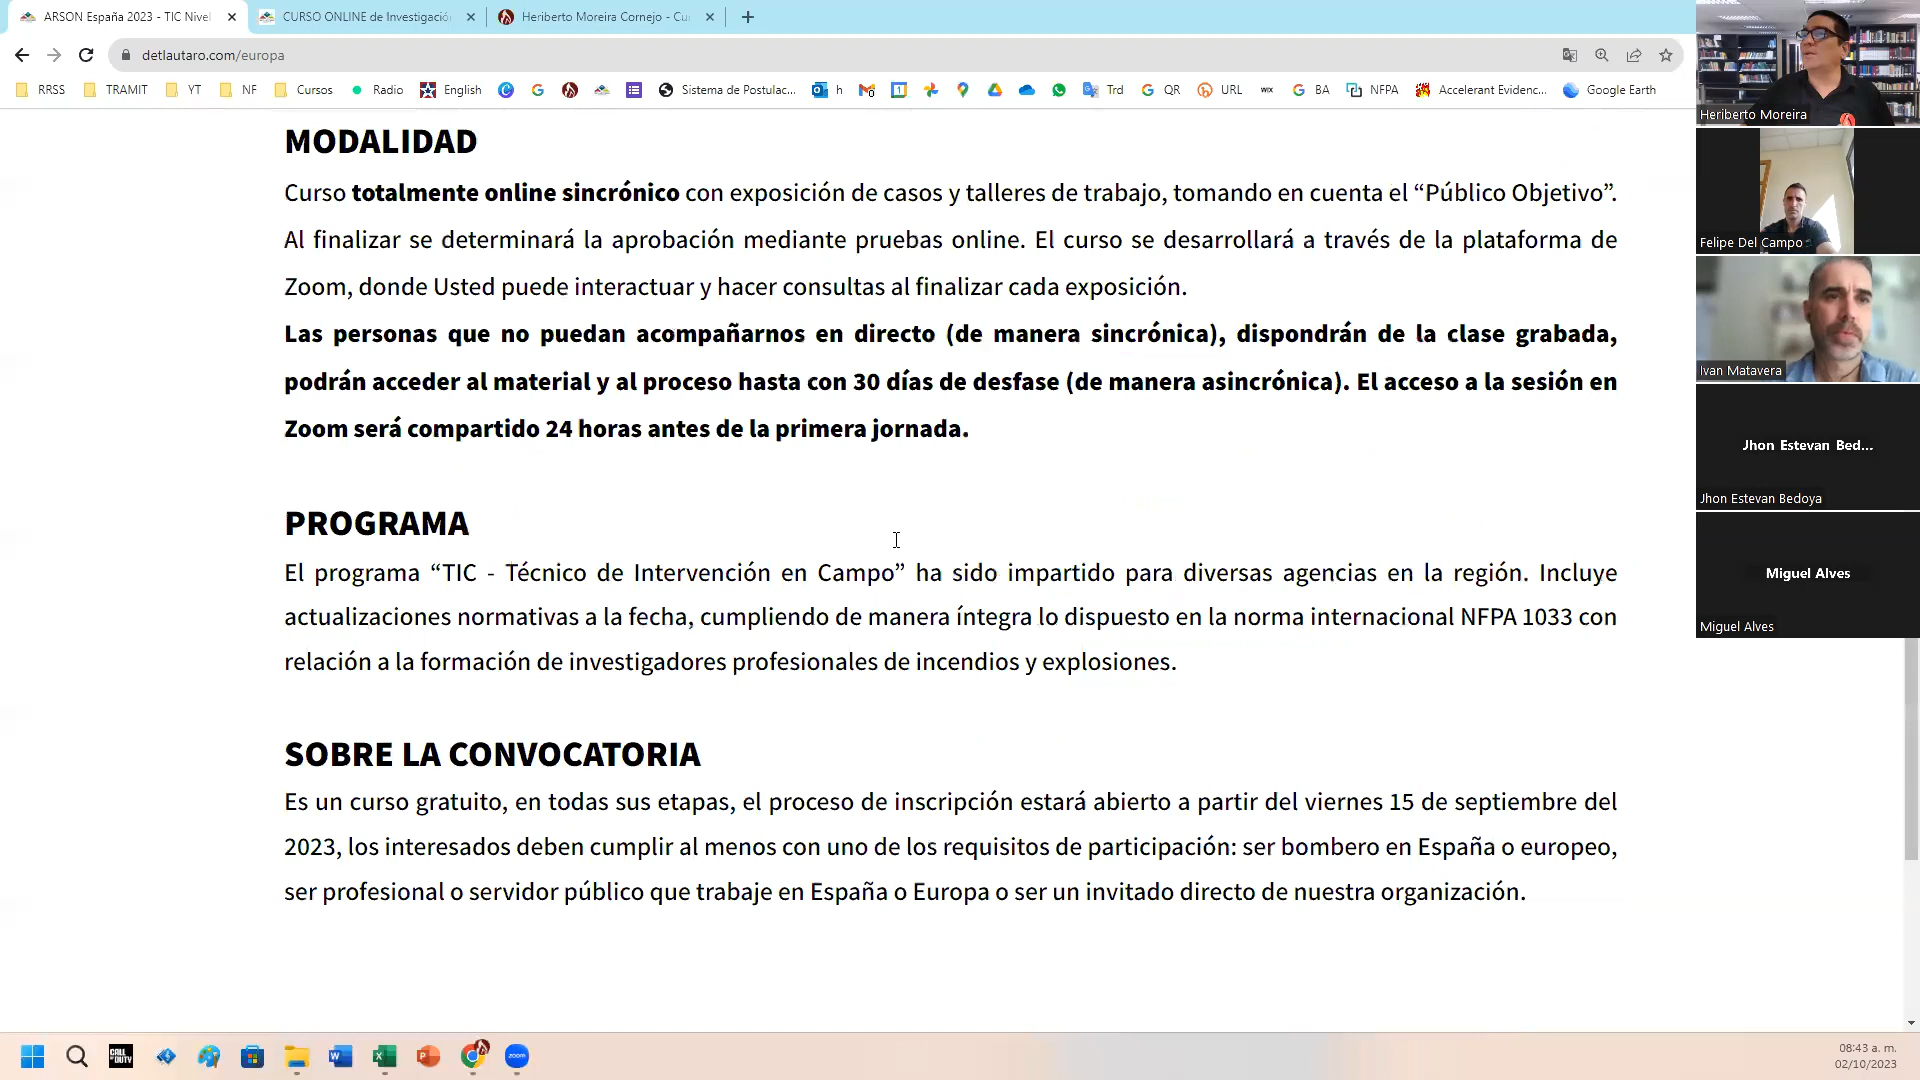 ARSON España 2023 - TIC Nivel
CURSO ONLINE de Investigación
Heriberto Moreira Cornejo - Cu
detlautaro.com/europa
RRSS
TRAMIT
YT
NF
Cursos
Radio
English
Sistema de Postulac...
h
Trd
QR
URL
WIX
BA
NFPA
Accelerant Evidenc...
Google Earth
MODALIDAD
Curso totalmente online sincrónico con exposición de casos y talleres de trabajo, tomando en cuenta el “Público Objetivo”.
Al finalizar se determinará la aprobación mediante pruebas online. El curso se desarrollará a través de la plataforma de
Zoom, donde Usted puede interactuar y hacer consultas al finalizar cada exposición.
Las personas que no puedan acompañarnos en directo (de manera sincrónica), dispondrán de la clase grabada,
podrán acceder al material y al proceso hasta con 30 días de desfase (de manera asincrónica). El acceso a la sesión en
Zoom será compartido 24 horas antes de la primera jornada.
PROGRAMA
El programa “TIC - Técnico de Intervención en Campo” ha sido impartido para diversas agencias en la región. Incluye
actualizaciones normativas a la fecha, cumpliendo de manera íntegra lo dispuesto en la norma internacional NFPA 1033 con
relación a la formación de investigadores profesionales de incendios y explosiones.
SOBRE LA CONVOCATORIA
Es un curso gratuito, en todas sus etapas, el proceso de inscripción estará abierto a partir del viernes 15 de septiembre del
2023, los interesados deben cumplir al menos con uno de los requisitos de participación: ser bombero en España o europeo,
ser profesional o servidor público que trabaje en España o Europa o ser un invitado directo de nuestra organización.
Heriberto Moreira
Felipe Del Campo
Ivan Matavera
Jhon Estevan Bed...
Jhon Estevan Bedoya
Miguel Alves
Miguel Alves
CALL OF DUTY
zoom
08:43 a. m.
02/10/2023